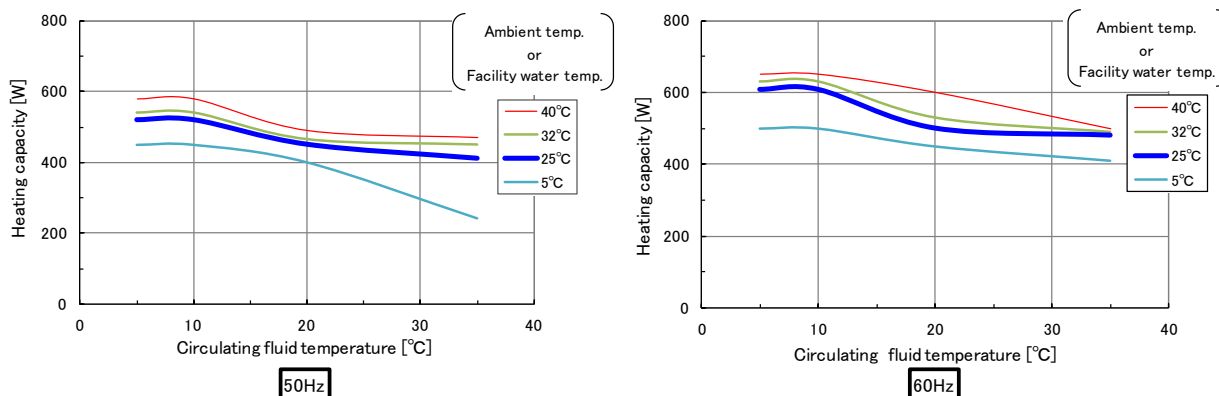 800
600
400
200
0
Heating capacity [W]
0 10 20 30 40
Circulating fluid temperature [℃]
Ambient temp.
or
Facility water temp.
40℃
32℃
25℃
5℃
50Hz
800
600
400
200
0
Heating capacity [W]
0 10 20 30 40
Circulating fluid temperature [℃]
Ambient temp.
or
Facility water temp.
40℃
32℃
25℃
5℃
60Hz